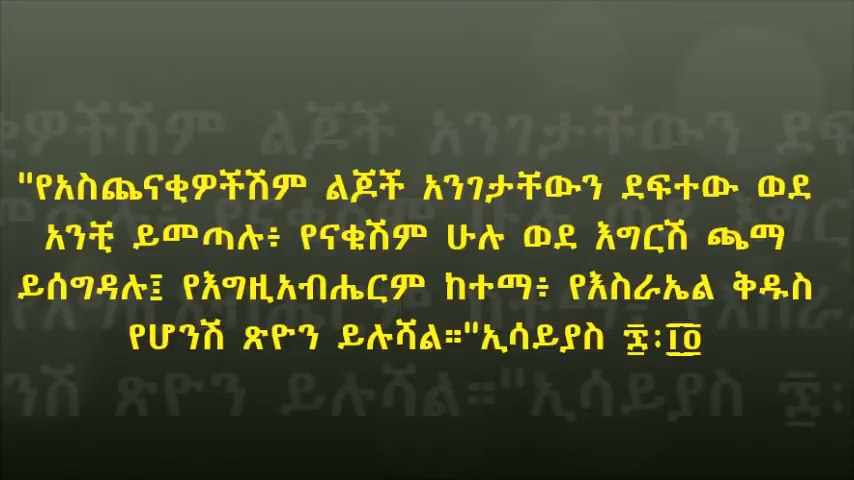 "የአስጨናቂዎችሽም ልጆች አንገታቸውን ደፍተው ወደ
አንቺ ይመጣሉ፥ የናቁሽም ሁሉ ወደ እግርሽ ጫማ
ይሰግዳሉ፤ የእግዚአብሔርም ከተማ፥ የእስራኤል ቅዱስ
የሆንሽ ጽዮን ይሉሻል።"ኢሳይያስ ፷፡፲፬